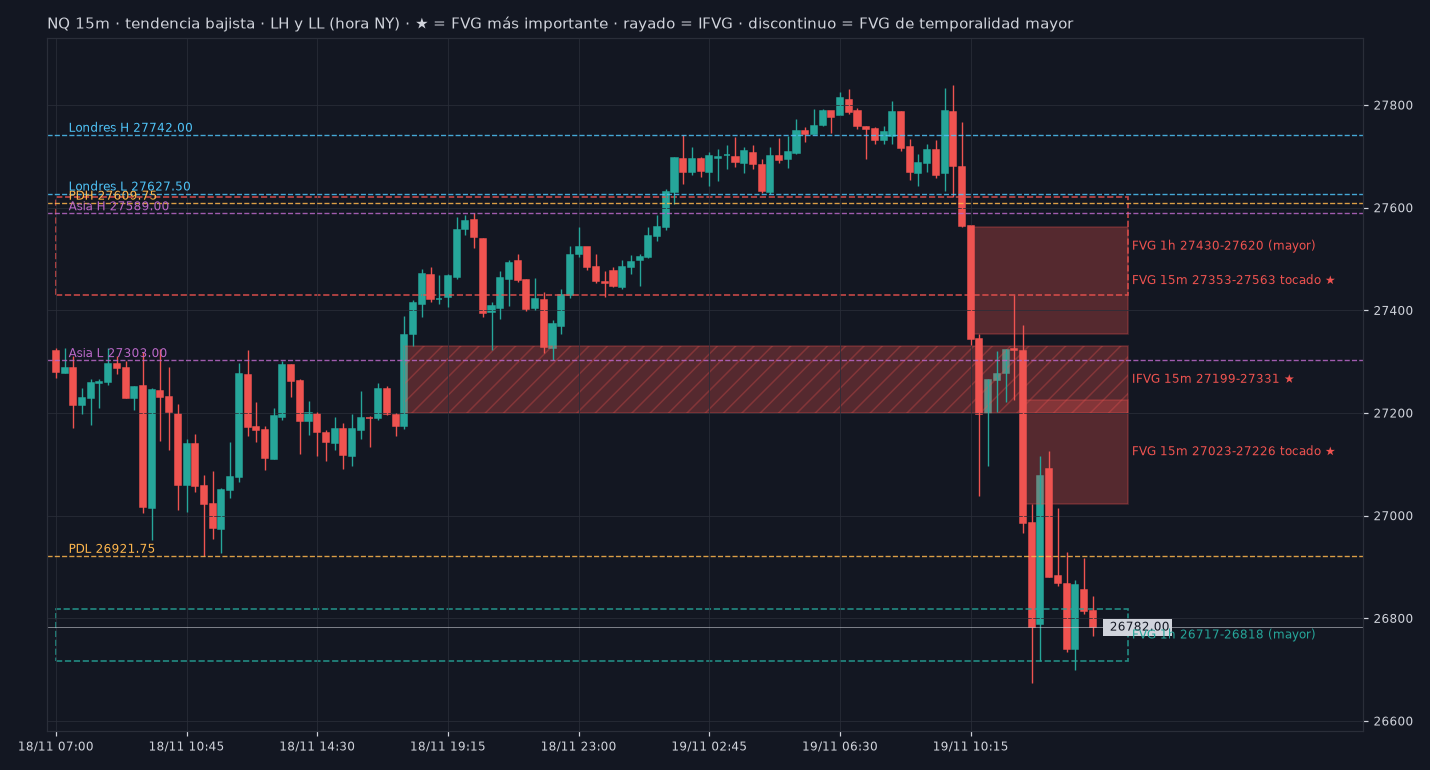 NQ 15m · tendencia bajista · LH y LL (hora NY) · ★ = FVG más importante · rayado = IFVG · discontinuo = FVG de temporalidad mayor
27800
Londres H 27742.00
Londres L 27627.50
PDH 27609.75
Asia H 27589.00
27600
FVG 1h 27430-27620 (mayor)
FVG 15m 27353-27563 tocado ★
27400
Asia L 27303.00
IFVG 15m 27199-27331 ★
27200
FVG 15m 27023-27226 tocado ★
27000
PDL 26921.75
26800
26782.00
FVG 1h 26717-26818 (mayor)
26600
18/11 07:00
18/11 10:45
18/11 14:30
18/11 19:15
18/11 23:00
19/11 02:45
19/11 06:30
19/11 10:15